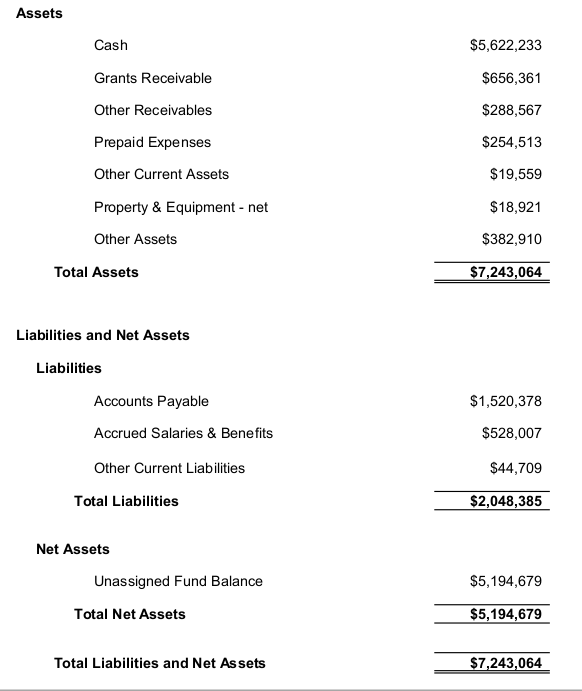 Assets
Cash $5,622,233
Grants Receivable $656,361
Other Receivables $288,567
Prepaid Expenses $254,513
Other Current Assets $19,559
Property & Equipment - net $18,921
Other Assets $382,910
Total Assets $7,243,064
Liabilities and Net Assets
Liabilities
Accounts Payable $1,520,378
Accrued Salaries & Benefits $528,007
Other Current Liabilities $44,709
Total Liabilities $2,048,385
Net Assets
Unassigned Fund Balance $5,194,679
Total Net Assets $5,194,679
Total Liabilities and Net Assets $7,243,064